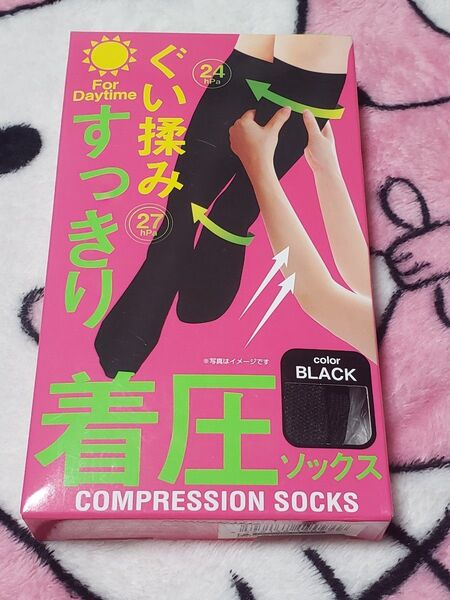 For
Daytime
ぐい揉み
すっきり
24
hPa
27
hPa
※写真はイメージです
color
BLACK
着圧
ソックス
COMPRESSION SOCKS